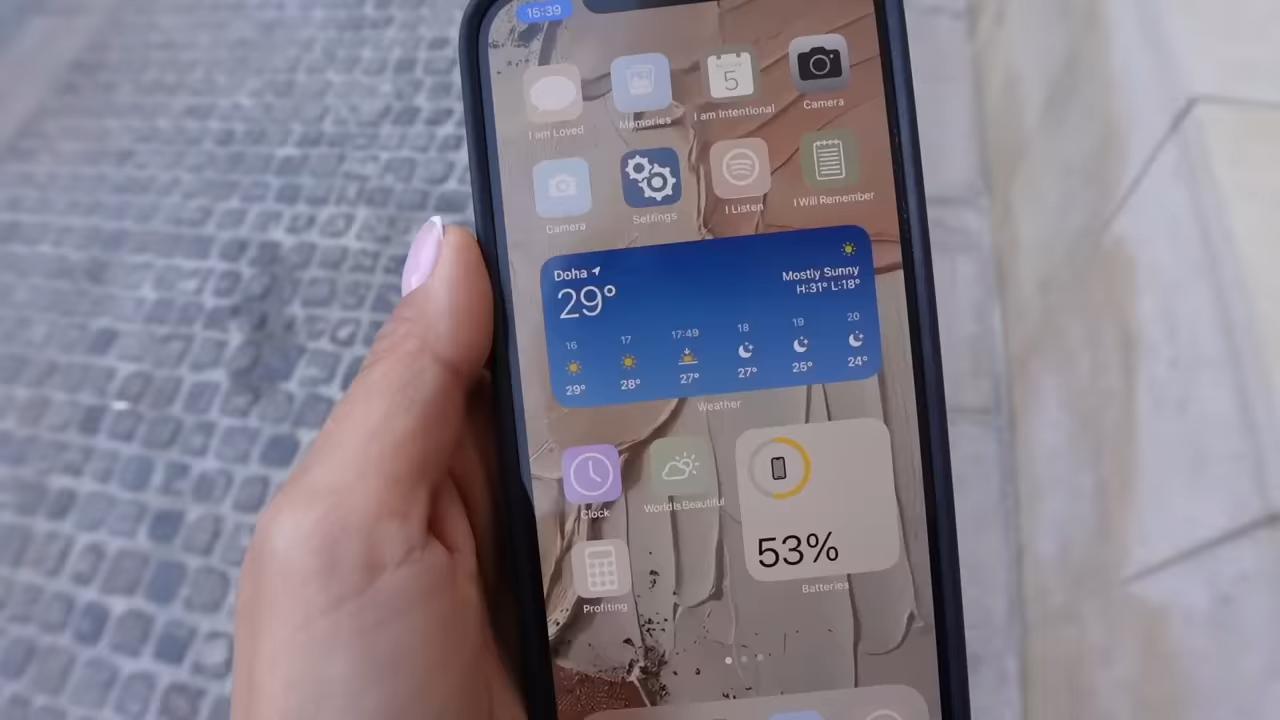 15:39
5
I am Loved
Memories
I am Intentional
Camera
Camera
Settings
I Listen
I Will Remember
Doha
29°
Mostly Sunny
H:31° L:18°
16 17 17:49 18 19 20
29° 28° 27° 27° 25° 24°
Weather
Clock
World Is Beautiful
53%
Batteries
Profiting